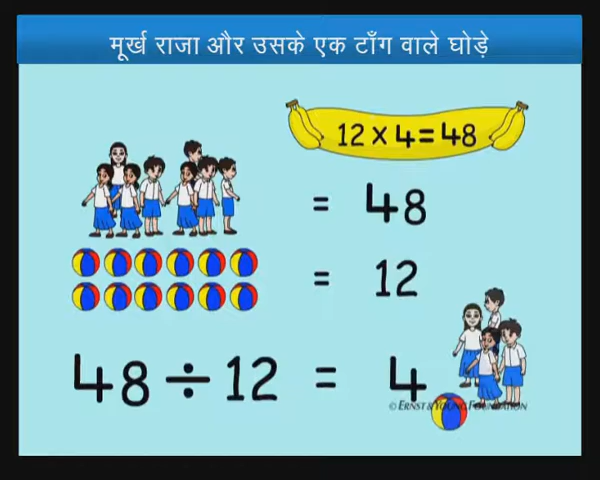 मूर्ख राजा और उसके एक टाँग वाले घोड़े
12 x 4 = 48
= 48
= 12
48 ÷ 12 = 4
© ERNST & YOUNG FOUNDATION